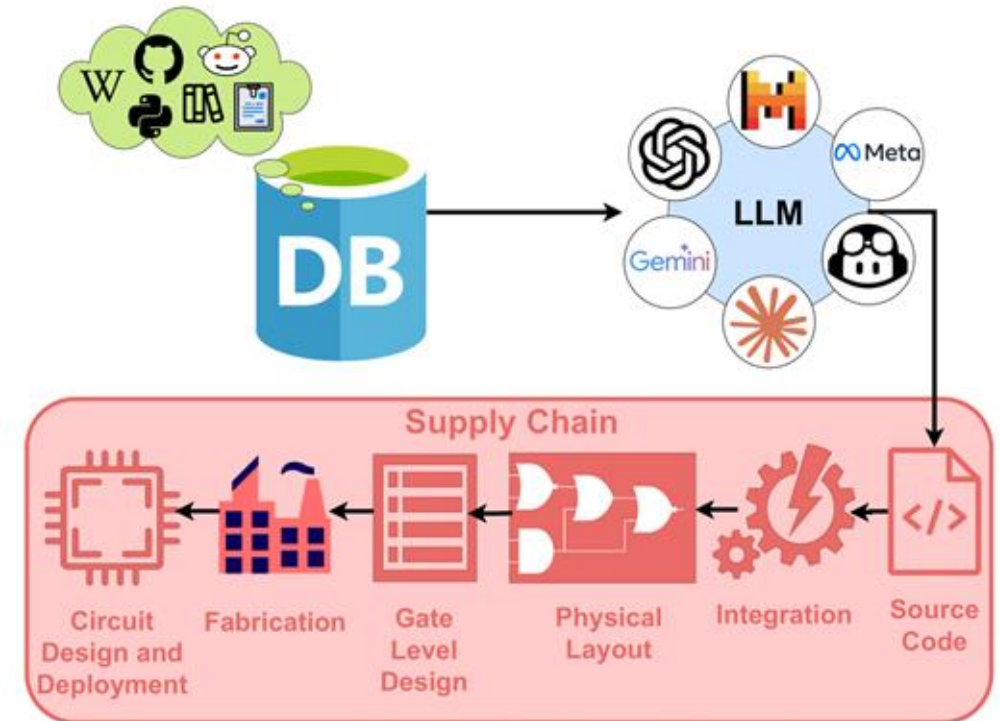 W
DB
LLM
Meta
Gemini
Supply Chain
</>
Circuit
Design and
Deployment
Fabrication
Gate
Level
Design
Physical
Layout
Integration
Source
Code